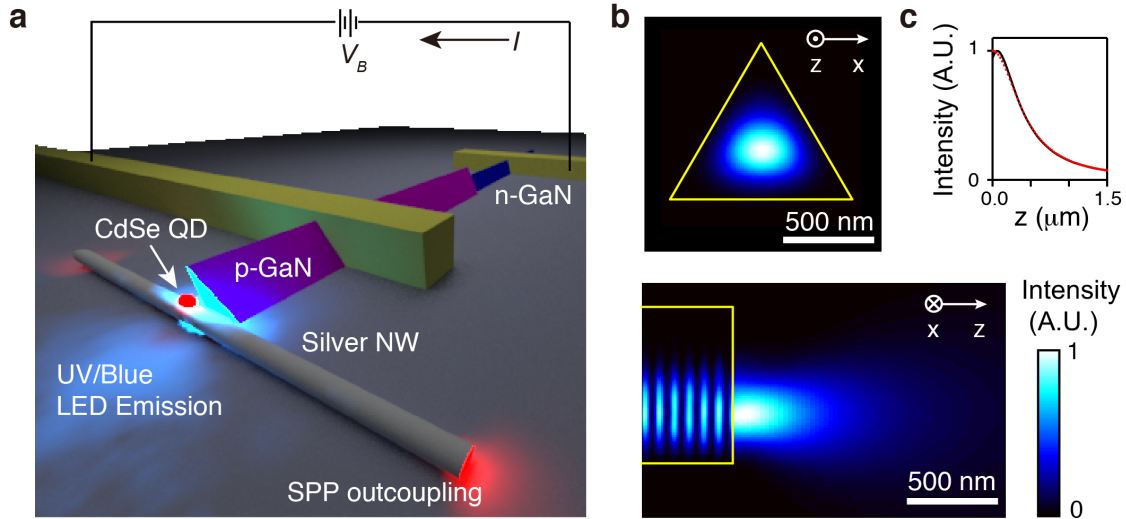 a
V_B
I
n-GaN
CdSe QD
p-GaN
Silver NW
UV/Blue
LED Emission
SPP outcoupling
b
z x
500 nm
x z
500 nm
Intensity
(A.U.)
1
0
c
Intensity (A.U.)
1
0
0.0 1.5
z (μm)